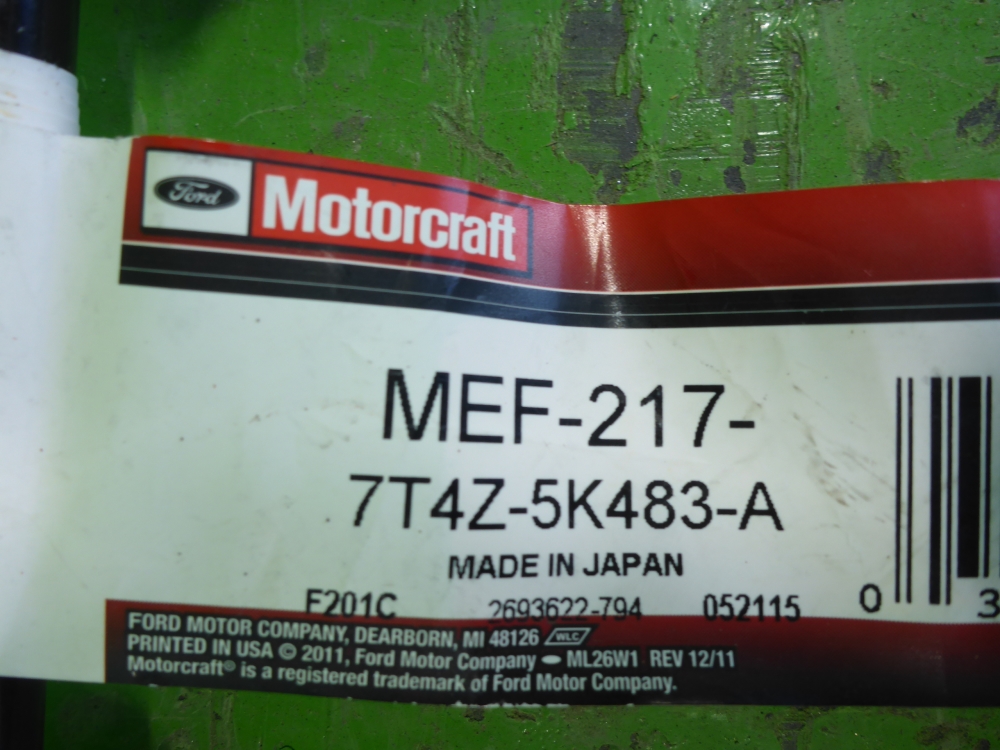 Ford Motorcraft
MEF-217-
7T4Z-5K483-A
MADE IN JAPAN
F201C 2693622-794 052115 0 3
FORD MOTOR COMPANY, DEARBORN, MI 48126 WLC
PRINTED IN USA © 2011, Ford Motor Company ML26W1 REV 12/11
Motorcraft® is a registered trademark of Ford Motor Company.